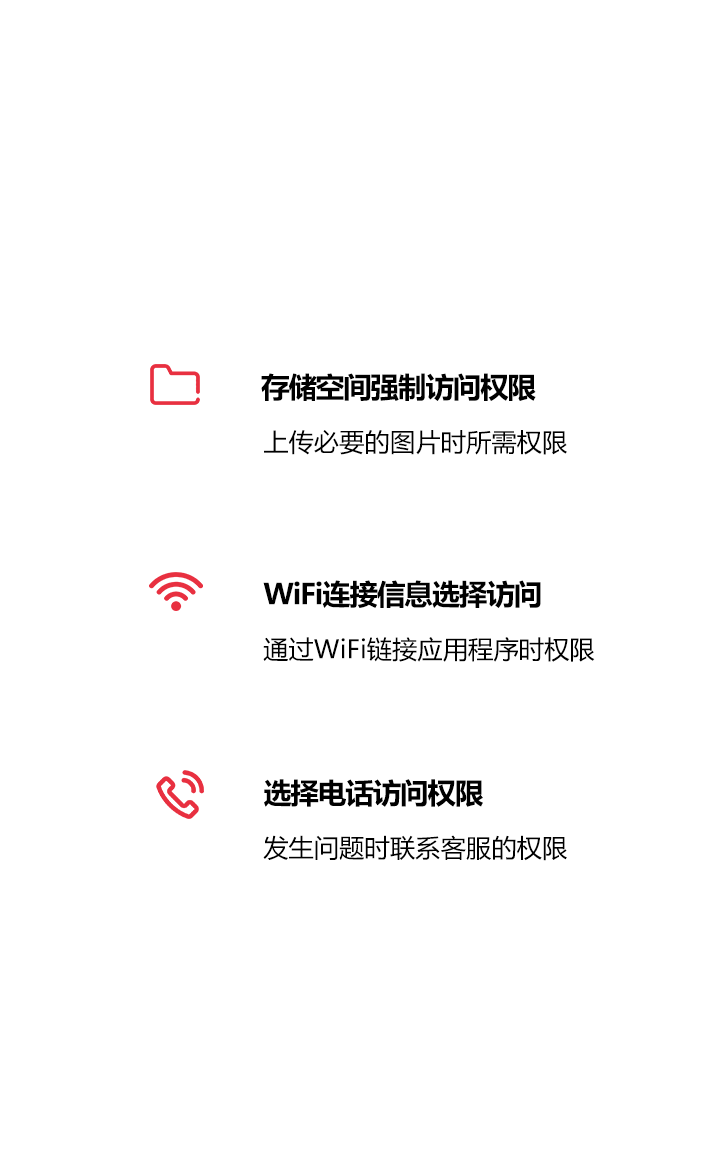 存储空间强制访问权限
上传必要的图片时所需权限
WiFi连接信息选择访问
通过WiFi链接应用程序时权限
选择电话访问权限
发生问题时联系客服的权限